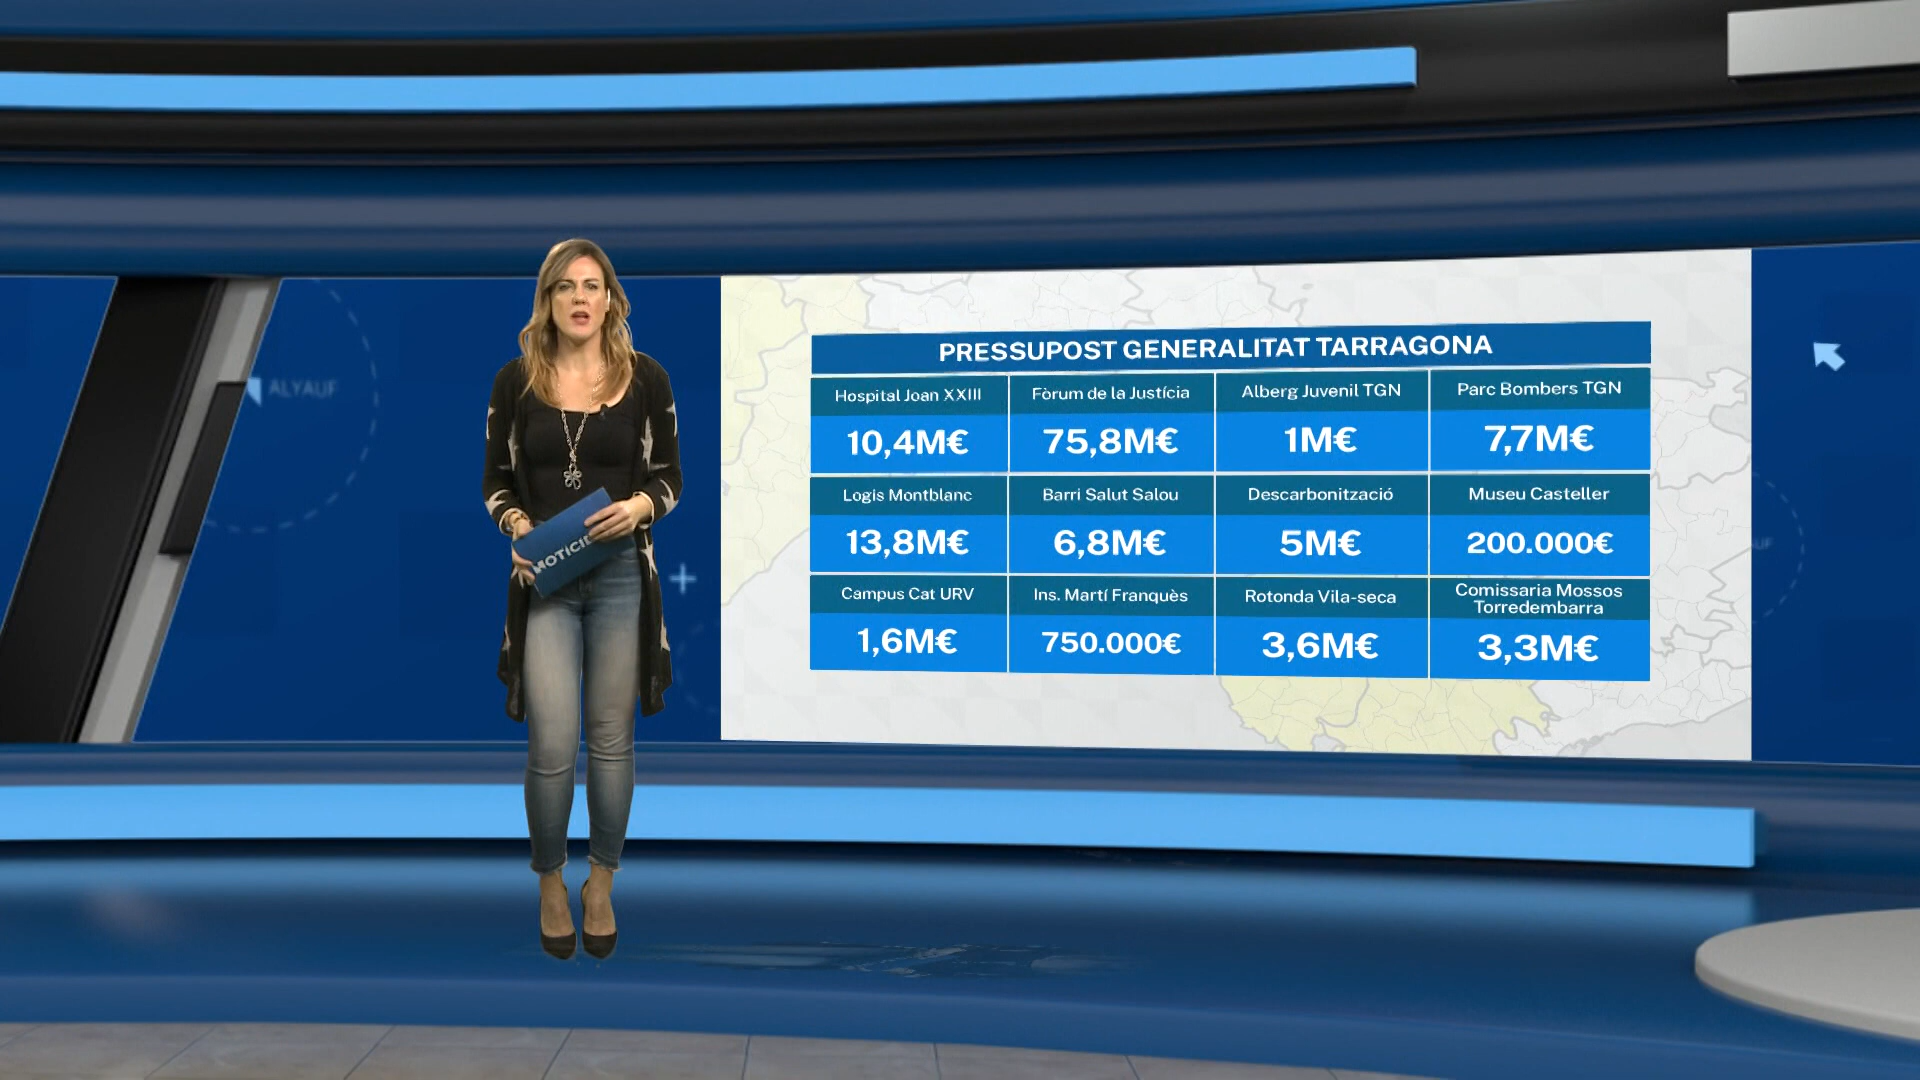 PRESSUPOST GENERALITAT TARRAGONA
Hospital Joan XXIII
Fòrum de la Justícia
Alberg Juvenil TGN
Parc Bombers TGN
10,4M€
75,8M€
1M€
7,7M€
Logis Montblanc
Barri Salut Salou
Descarbonització
Museu Casteller
13,8M€
6,8M€
5M€
200.000€
Campus Cat URV
Ins. Martí Franquès
Rotonda Vila-seca
Comissaria Mossos
Torredembarra
1,6M€
750.000€
3,6M€
3,3M€
ALYAUF